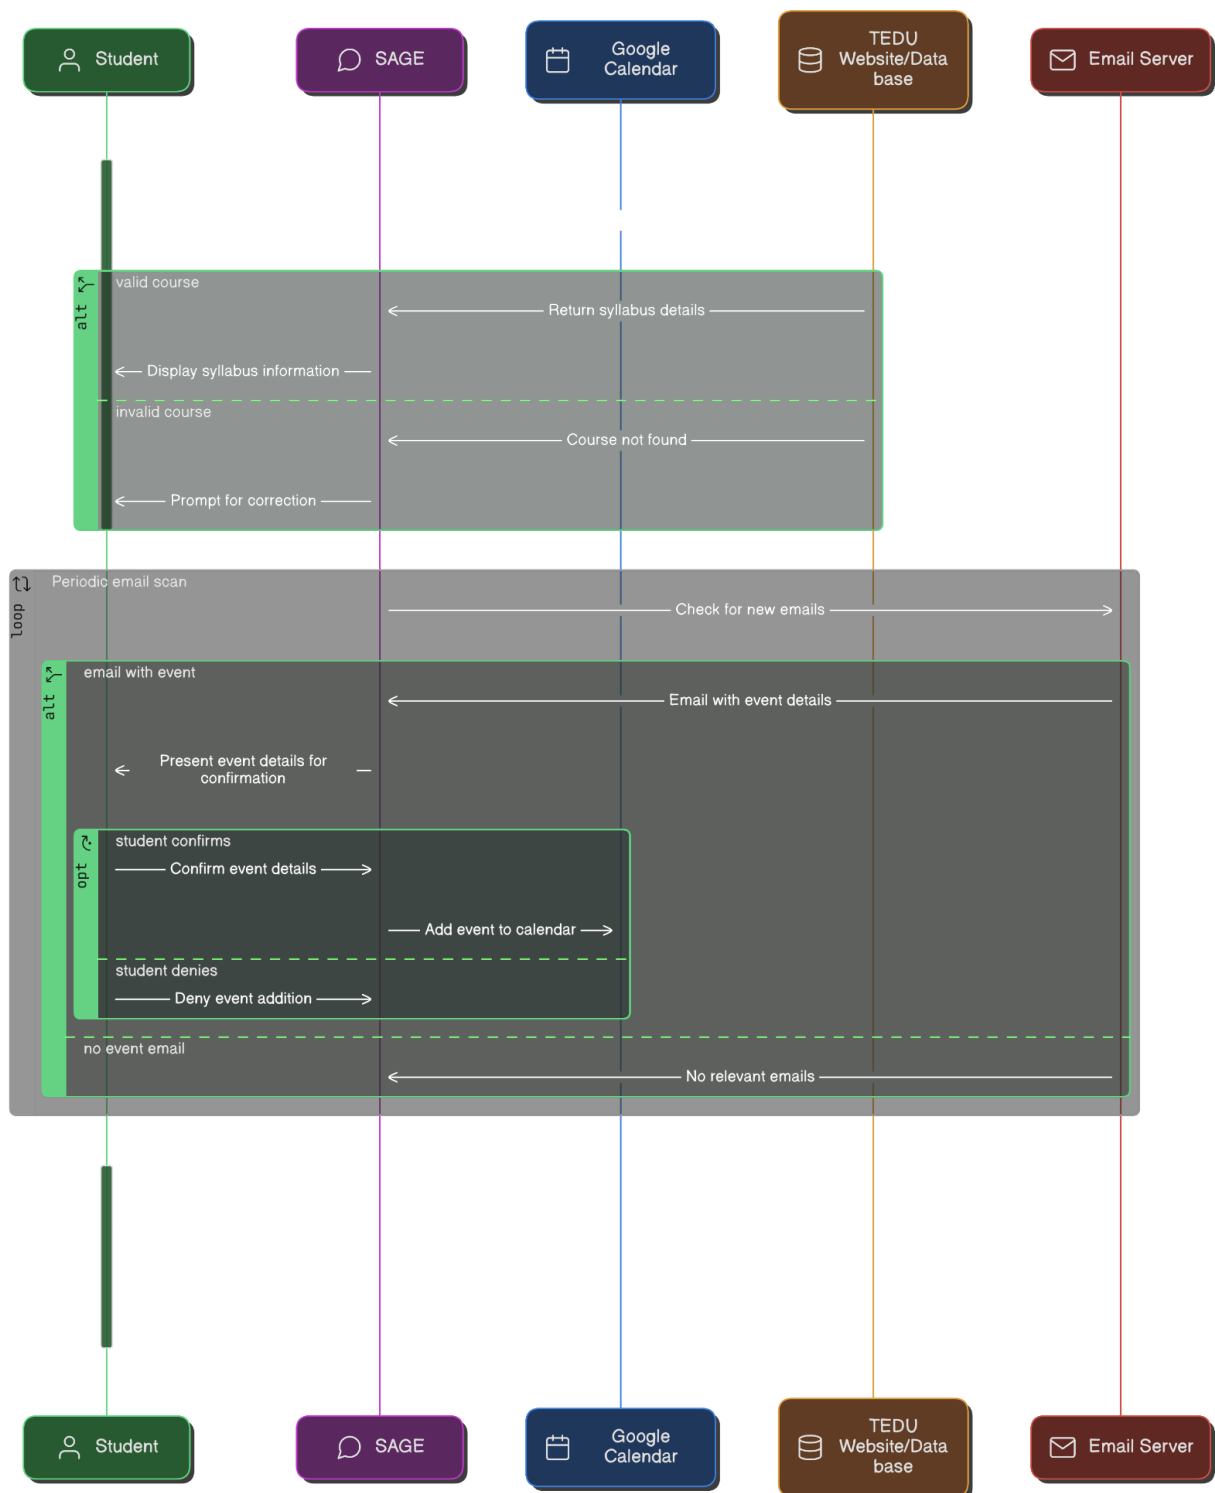 Student
SAGE
Google
Calendar
TEDU
Website/Data
base
Email Server
alt
valid course
Return syllabus details
Display syllabus information
invalid course
Course not found
Prompt for correction
loop
Periodic email scan
Check for new emails
alt
email with event
Email with event details
Present event details for
confirmation
opt
student confirms
Confirm event details
Add event to calendar
student denies
Deny event addition
no event email
No relevant emails
Student
SAGE
Google
Calendar
TEDU
Website/Data
base
Email Server